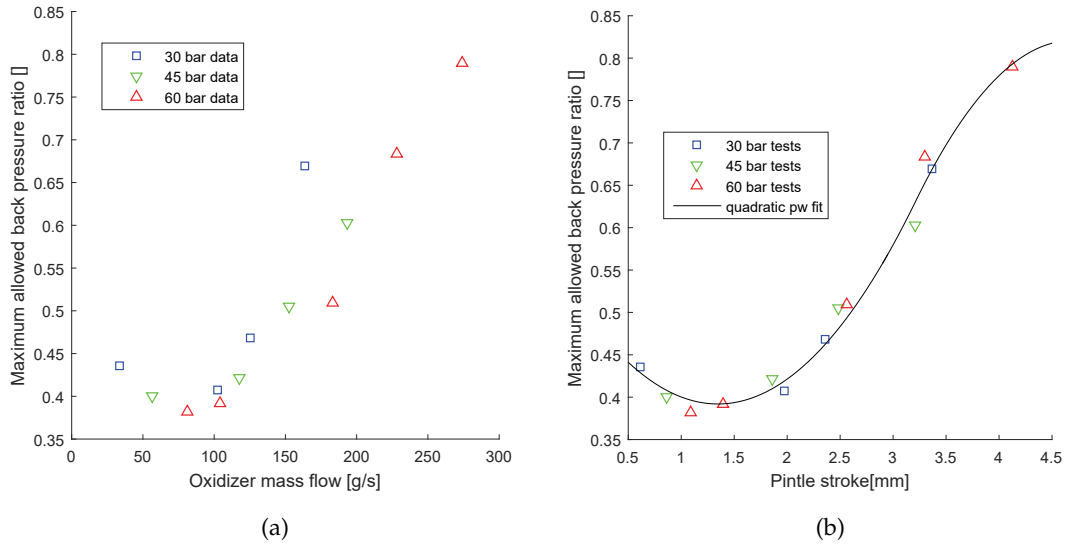 0.85
0.8
0.75
0.7
0.65
0.6
0.55
0.5
0.45
0.4
0.35
Maximum allowed back pressure ratio []
30 bar data
45 bar data
60 bar data
0 50 100 150 200 250 300
Oxidizer mass flow [g/s]
(a)
0.85
0.8
0.75
0.7
0.65
0.6
0.55
0.5
0.45
0.4
0.35
Maximum allowed back pressure ratio []
30 bar tests
45 bar tests
60 bar tests
quadratic pw fit
0.5 1 1.5 2 2.5 3 3.5 4 4.5
Pintle stroke[mm]
(b)